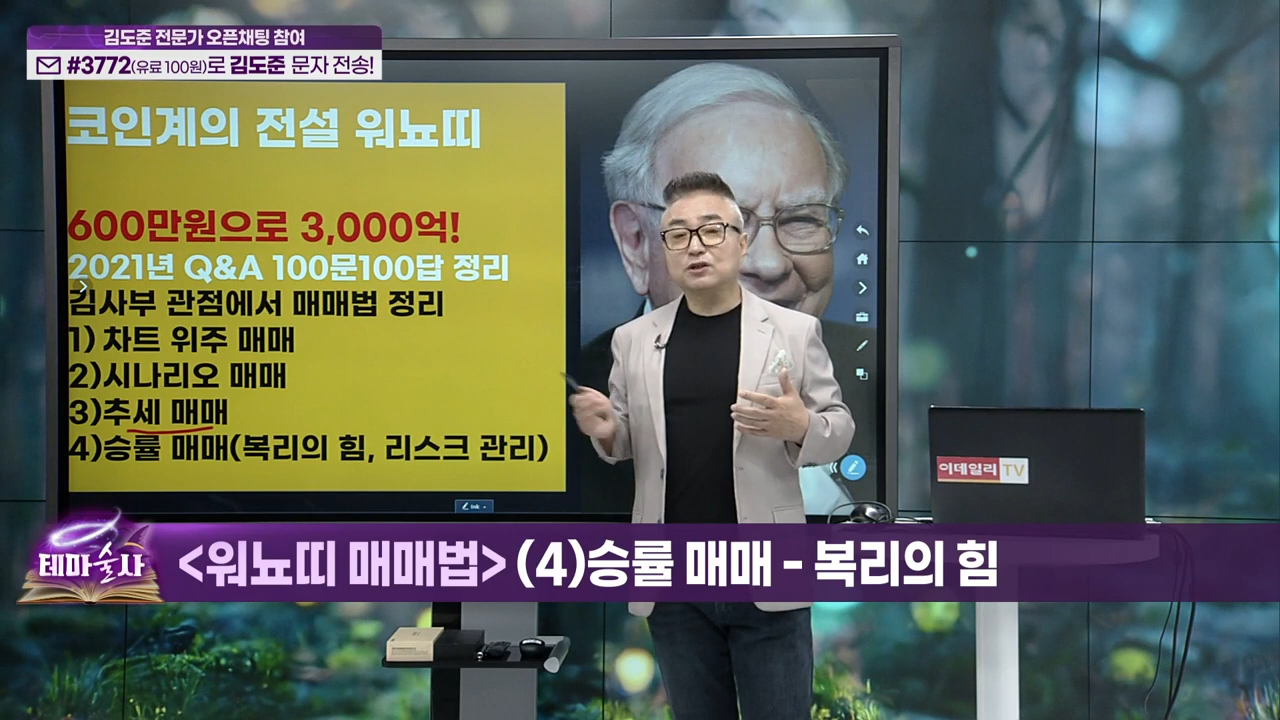 김도준 전문가 오픈채팅 참여
#3772(유료 100원)로 김도준 문자 전송!
코인계의 전설 워뇨띠
600만원으로 3,000억!
2021년 Q&A 100문100답 정리
김사부 관점에서 매매법 정리
1) 차트 위주 매매
2)시나리오 매매
3)추세 매매
4)승률 매매(복리의 힘, 리스크 관리)
Ink
이데일리TV
테마술사
<워뇨띠 매매법> (4)승률 매매 - 복리의 힘